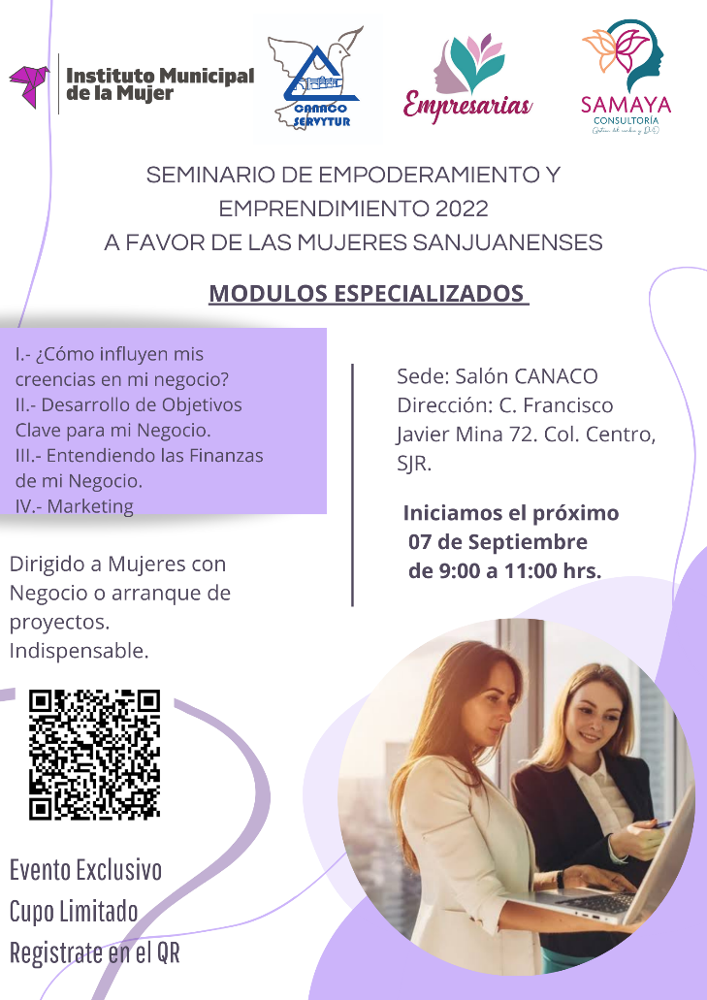 Instituto Municipal
de la Mujer
CANACO
SERVYTUR
Empresarias
SAMAYA
CONSULTORÍA
SEMINARIO DE EMPODERAMIENTO Y
EMPRENDIMIENTO 2022
A FAVOR DE LAS MUJERES SANJUANENSES
MODULOS ESPECIALIZADOS
I.- ¿Cómo influyen mis
creencias en mi negocio?
II.- Desarrollo de Objetivos
Clave para mi Negocio.
III.- Entendiendo las Finanzas
de mi Negocio.
IV.- Marketing
Sede: Salón CANACO
Dirección: C. Francisco
Javier Mina 72. Col. Centro,
SJR.
Iniciamos el próximo
07 de Septiembre
de 9:00 a 11:00 hrs.
Dirigido a Mujeres con
Negocio o arranque de
proyectos.
Indispensable.
Evento Exclusivo
Cupo Limitado
Registrate en el QR